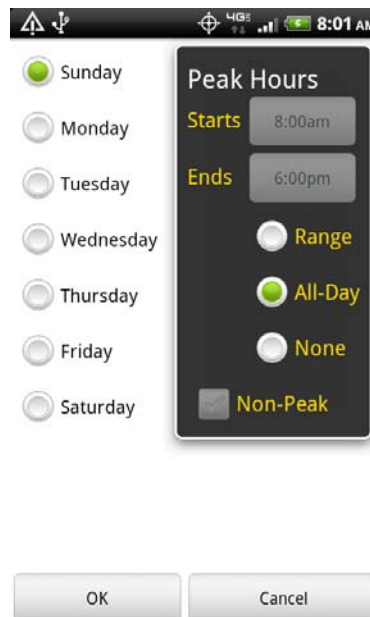 4G 8:01 AM
Sunday
Monday
Tuesday
Wednesday
Thursday
Friday
Saturday
Peak Hours
Starts 8:00am
Ends 6:00pm
Range
All-Day
None
Non-Peak
OK Cancel